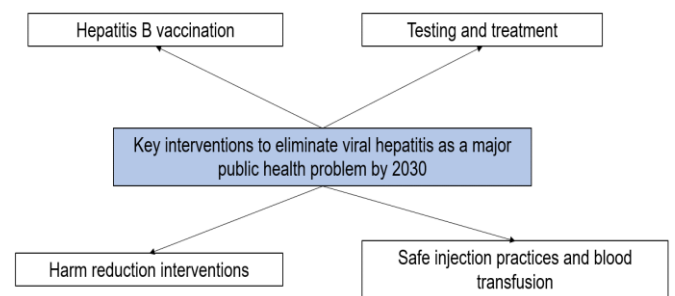 Hepatitis B vaccination
Testing and treatment
Key interventions to eliminate viral hepatitis as a major
public health problem by 2030
Harm reduction interventions
Safe injection practices and blood
transfusion